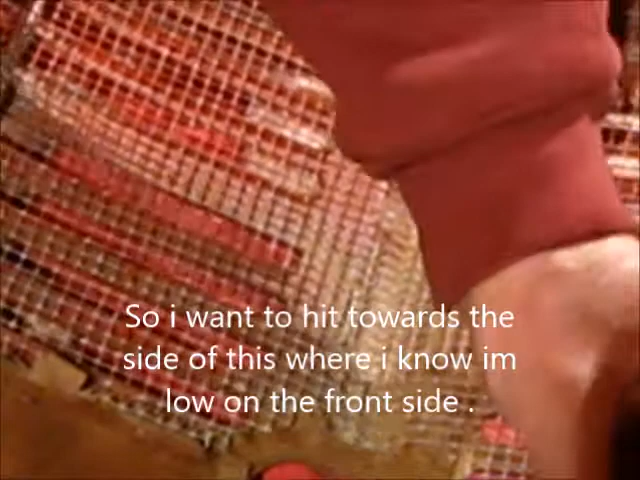 So i want to hit towards the
side of this where i know im
low on the front side .